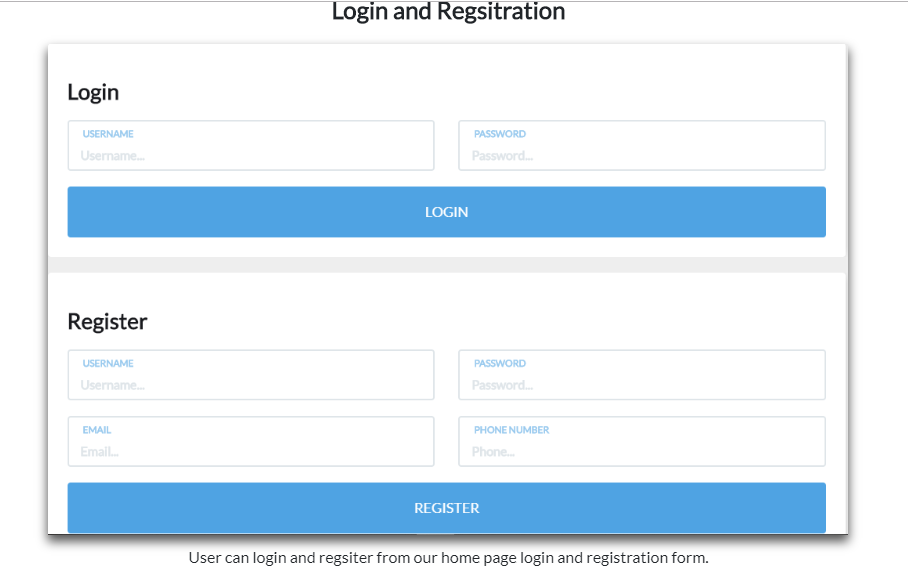 Login and Regsitration
Login
USERNAME PASSWORD
Username... Password...
LOGIN
Register
USERNAME PASSWORD
Username... Password...
EMAIL PHONE NUMBER
Email... Phone...
REGISTER
User can login and regsiter from our home page login and registration form.